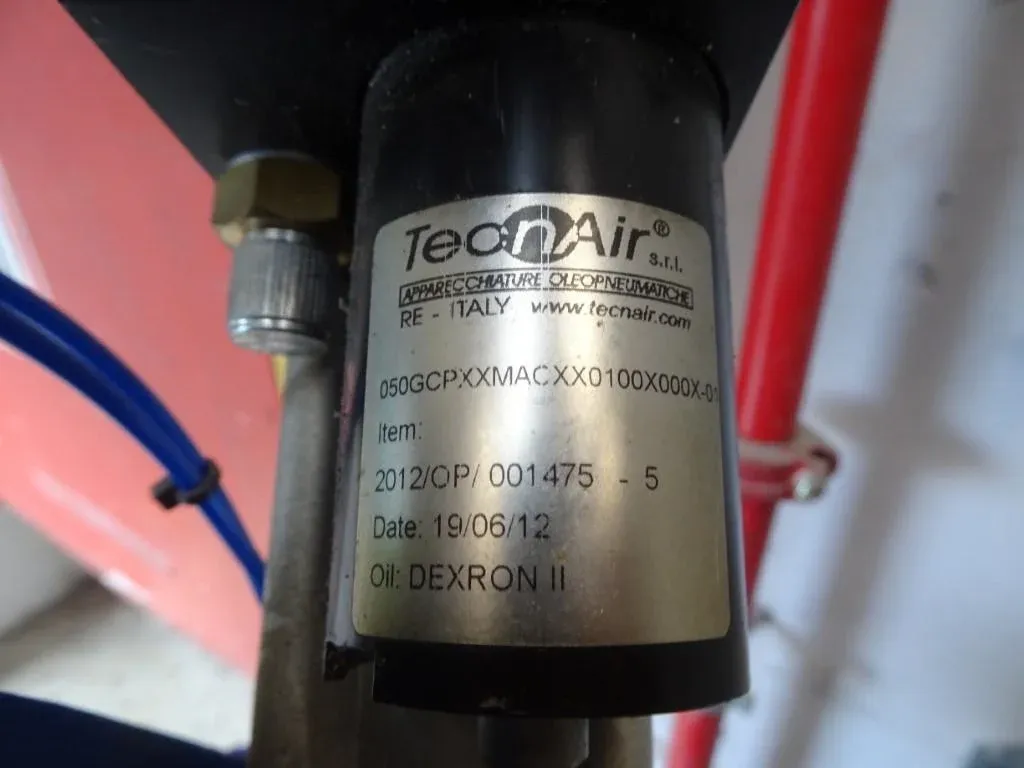 TecnAir® s.r.l.
APPARECCHIATURE OLEOPNEUMATICHE
RE - ITALY www.tecnair.com
050GCPXXMACXX0100X000X-0
Item:
2012/OP/ 001475 - 5
Date: 19/06/12
Oil: DEXRON II